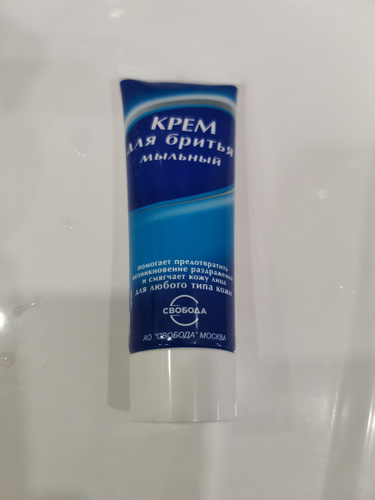 КРЕМ
для бритья
мыльный
помогает предотвратить
возникновение раздражения
и смягчает кожу лица
для любого типа кожи
СВОБОДА
АО "СВОБОДА" МОСКВА